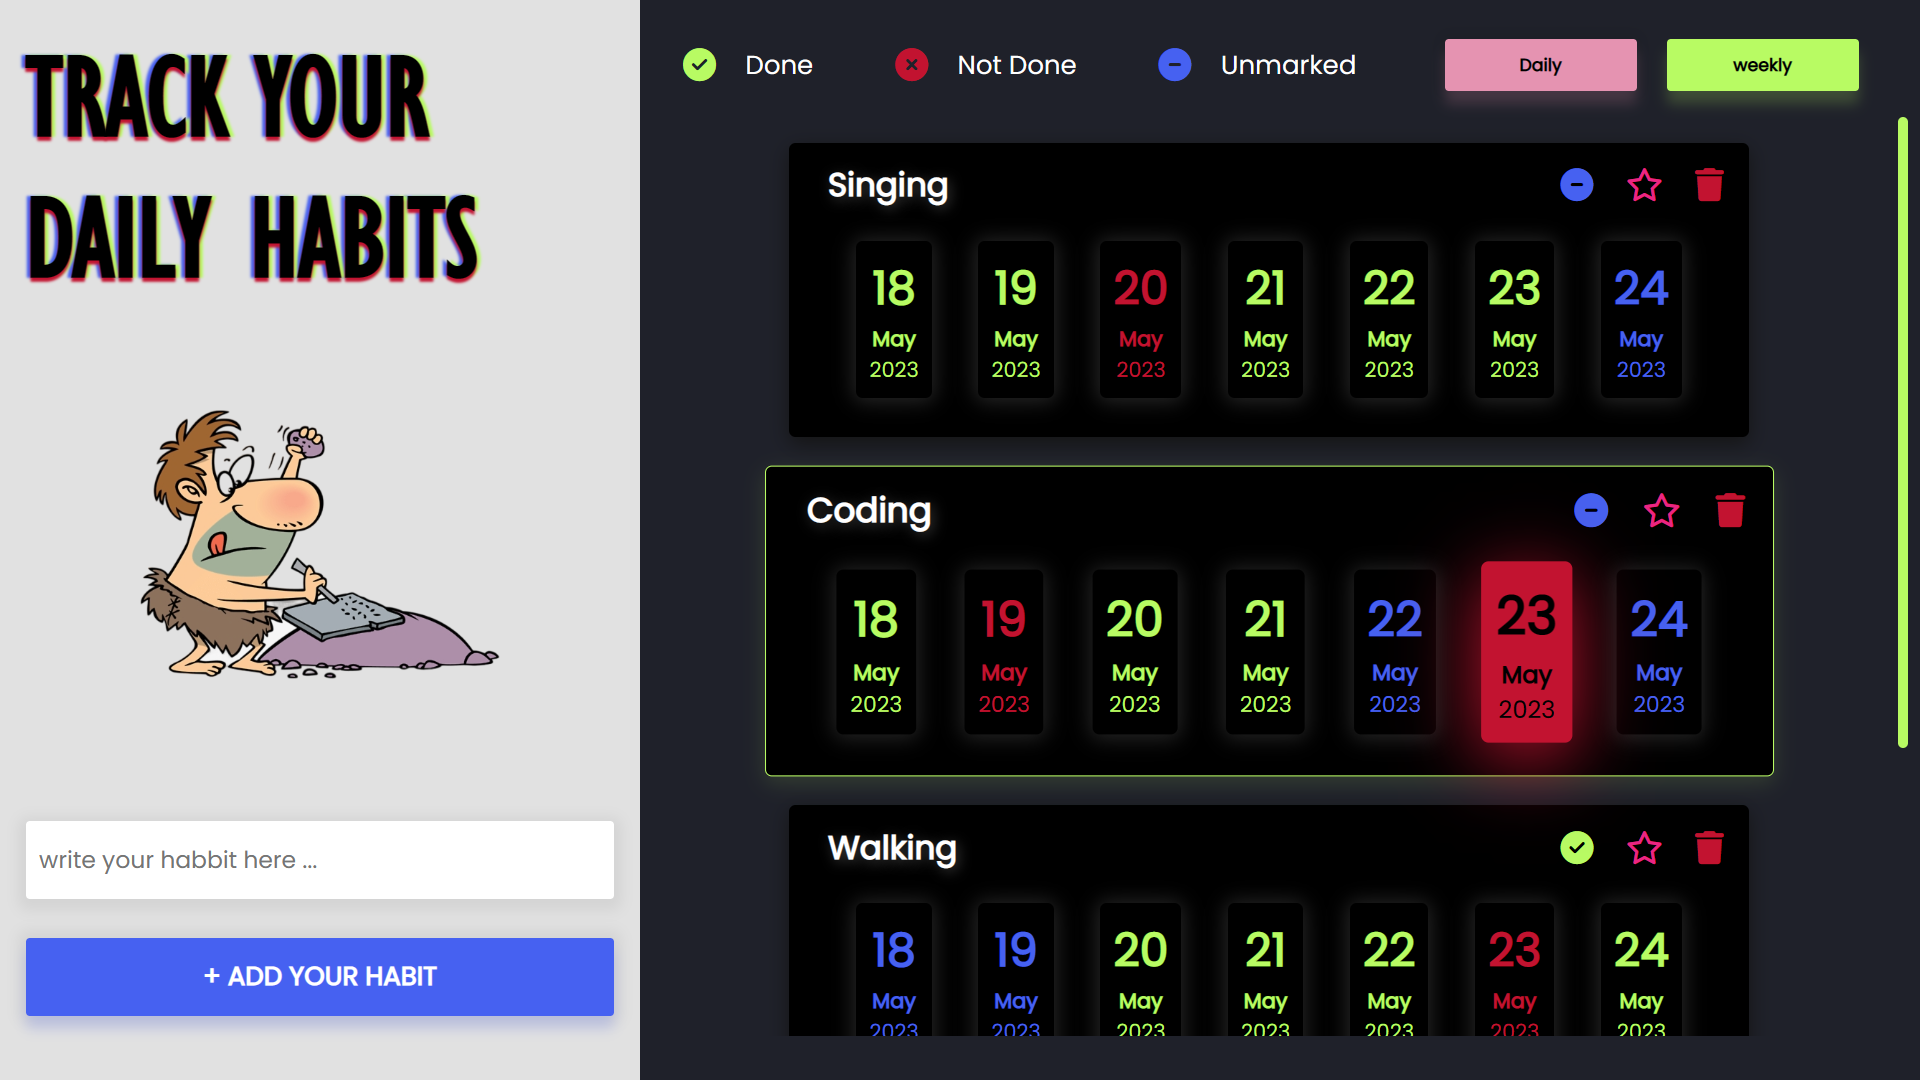 TRACK YOUR
DAILY HABITS
write your habbit here ...
+ ADD YOUR HABIT
Done Not Done Unmarked Daily weekly
Singing
18 19 20 21 22 23 24
May May May May May May May
2023 2023 2023 2023 2023 2023 2023
Coding
18 19 20 21 22 23 24
May May May May May May May
2023 2023 2023 2023 2023 2023 2023
Walking
18 19 20 21 22 23 24
May May May May May May May
2023 2023 2023 2023 2023 2023 2023